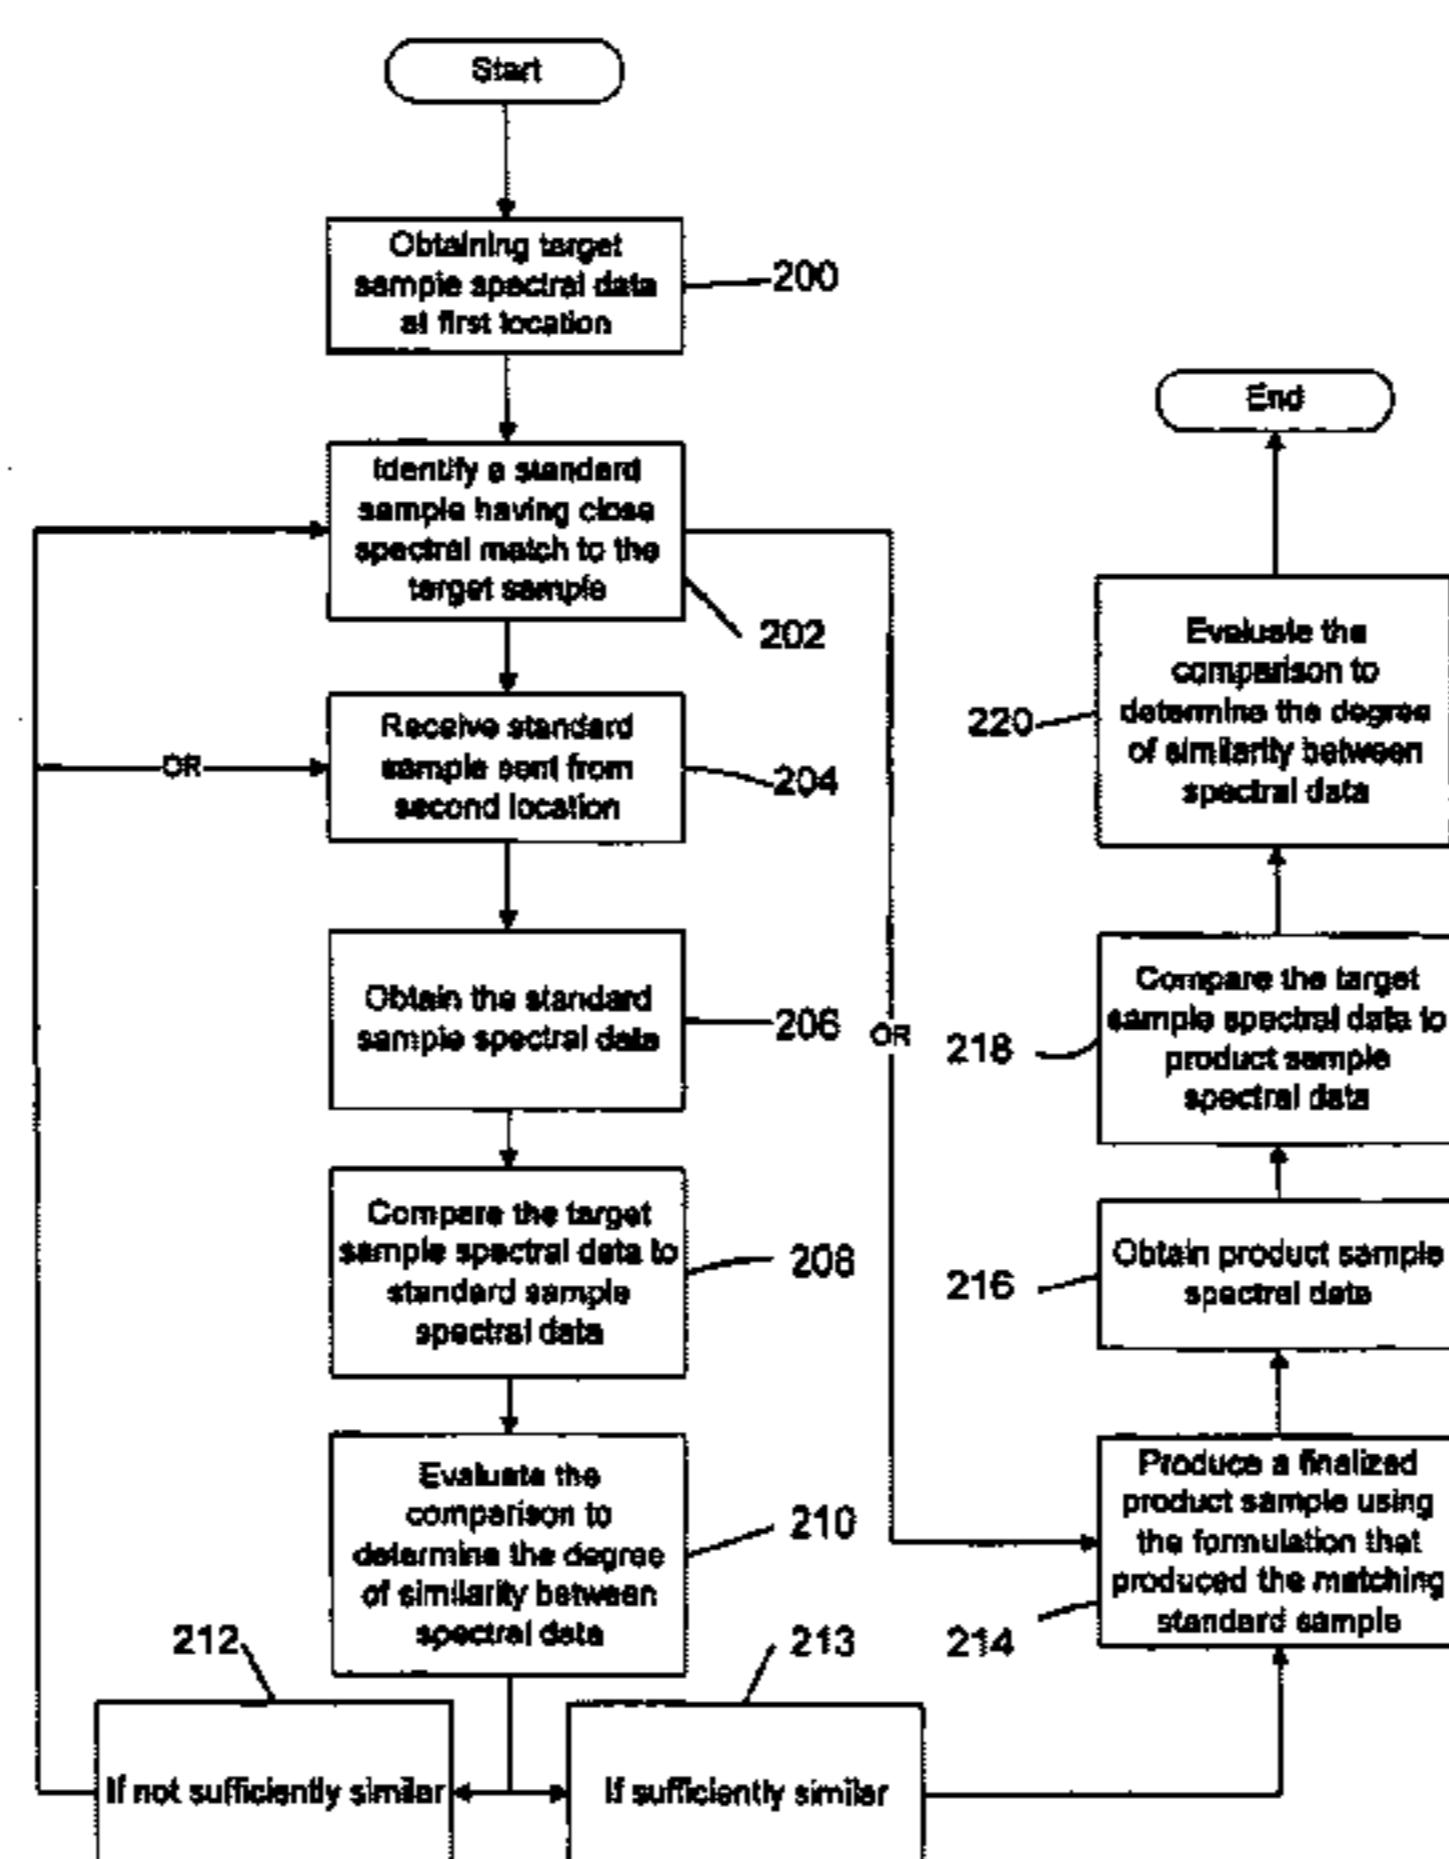 Start
Obtaining target
sample spectral data
at first location
200
Identify a standard
sample having close
spectral match to the
target sample
202
Receive standard
sample sent from
second location
204
OR
Obtain the standard
sample spectral data
206
OR
Compare the target
sample spectral data to
standard sample
spectral data
208
Evaluate the
comparison to
determine the degree
of similarity between
spectral data
210
212
If not sufficiently similar
213
If sufficiently similar
Produce a finalized
product sample using
the formulation that
produced the matching
standard sample
214
Obtain product sample
spectral data
216
Compare the target
sample spectral data to
product sample
spectral data
218
Evaluate the
comparison to
determine the degree
of similarity between
spectral data
220
End